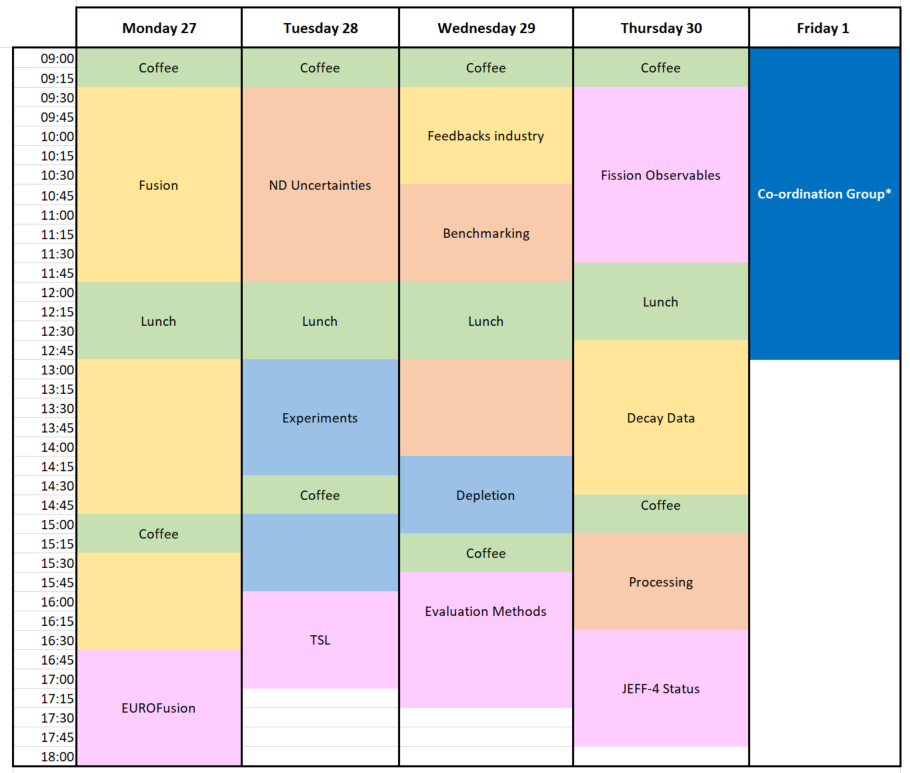 Monday 27 Tuesday 28 Wednesday 29 Thursday 30 Friday 1
09:00
Coffee Coffee Coffee Coffee
09:15
09:30
09:45
10:00 Feedbacks industry
10:15
10:30 Fission Observables
Fusion ND Uncertainties
10:45 Co-ordination Group*
11:00
11:15 Benchmarking
11:30
11:45
12:00 Lunch
12:15 Lunch Lunch Lunch
12:30
12:45
13:00
13:15
13:30 Experiments Decay Data
13:45
14:00
14:15
14:30 Coffee Depletion
14:45 Coffee
15:00 Coffee
15:15 Coffee
15:30
15:45 Processing
16:00 Evaluation Methods
16:15
16:30 TSL
16:45
17:00 JEFF-4 Status
17:15 EUROFusion
17:30
17:45
18:00